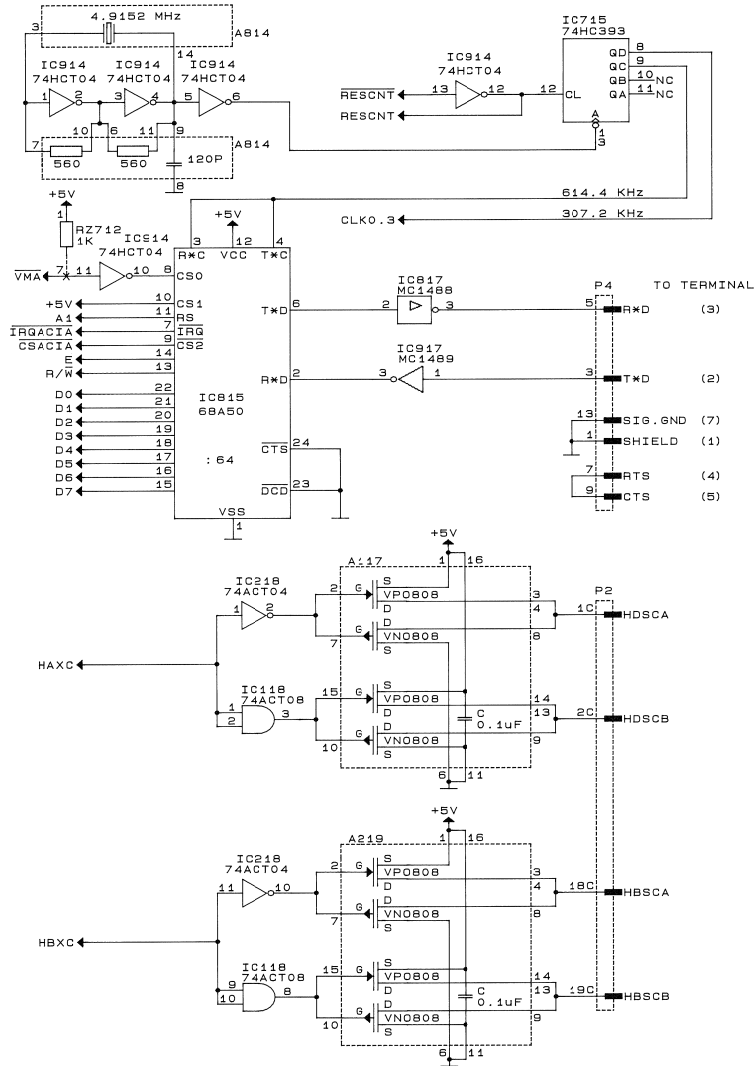 4.9152 MHz
3
A814
14
IC914
74HCT04
IC914
74HCT04
IC914
74HCT04
1
2
3
4
5
6
10
6
11
9
7
A814
560
560
120P
8
IC914
74HCT04
RESCNT
13
12
RESCNT
IC715
74HC393
12
CL
QD
8
QC
9
QB
10
NC
QA
11
NC
A
1
3
614.4 KHz
CLK0.3
307.2 KHz
+5V
1
RZ712
1K
IC914
74HCT04
VMA
7
11
10
8
CS0
+5V
3
12
4
R*C
VCC
T*C
+5V
10
CS1
A1
11
RS
IRQACIA
7
IRQ
CSACIA
9
CS2
E
14
R/W
13
D0
22
D1
21
D2
20
D3
19
D4
18
D5
17
D6
16
D7
15
IC815
68A50
:64
T*D
6
R*D
2
CTS
24
DCD
23
VSS
1
IC817
MC1488
2
3
IC917
MC1489
3
1
P4
TO TERMINAL
5
R*D
(3)
3
T*D
(2)
13
SIG.GND
(7)
1
SHIELD
(1)
7
RTS
(4)
9
CTS
(5)
+5V
A117
1
16
IC218
74ACT04
1
2
2
G
S
VP0808
D
3
4
D
7
G
VN0808
S
8
P2
1C
HDSCA
HAXC
IC118
74ACT08
1
2
3
15
G
S
VP0808
D
14
13
D
10
G
VN0808
S
9
C
0.1uF
2C
HDSCB
6
11
+5V
A219
1
16
IC218
74ACT04
11
10
2
G
S
VP0808
D
3
4
D
7
G
VN0808
S
8
18C
HBSCA
HBXC
IC118
74ACT08
9
10
8
15
G
S
VP0808
D
14
13
D
10
G
VN0808
S
9
C
0.1uF
19C
HBSCB
6
11